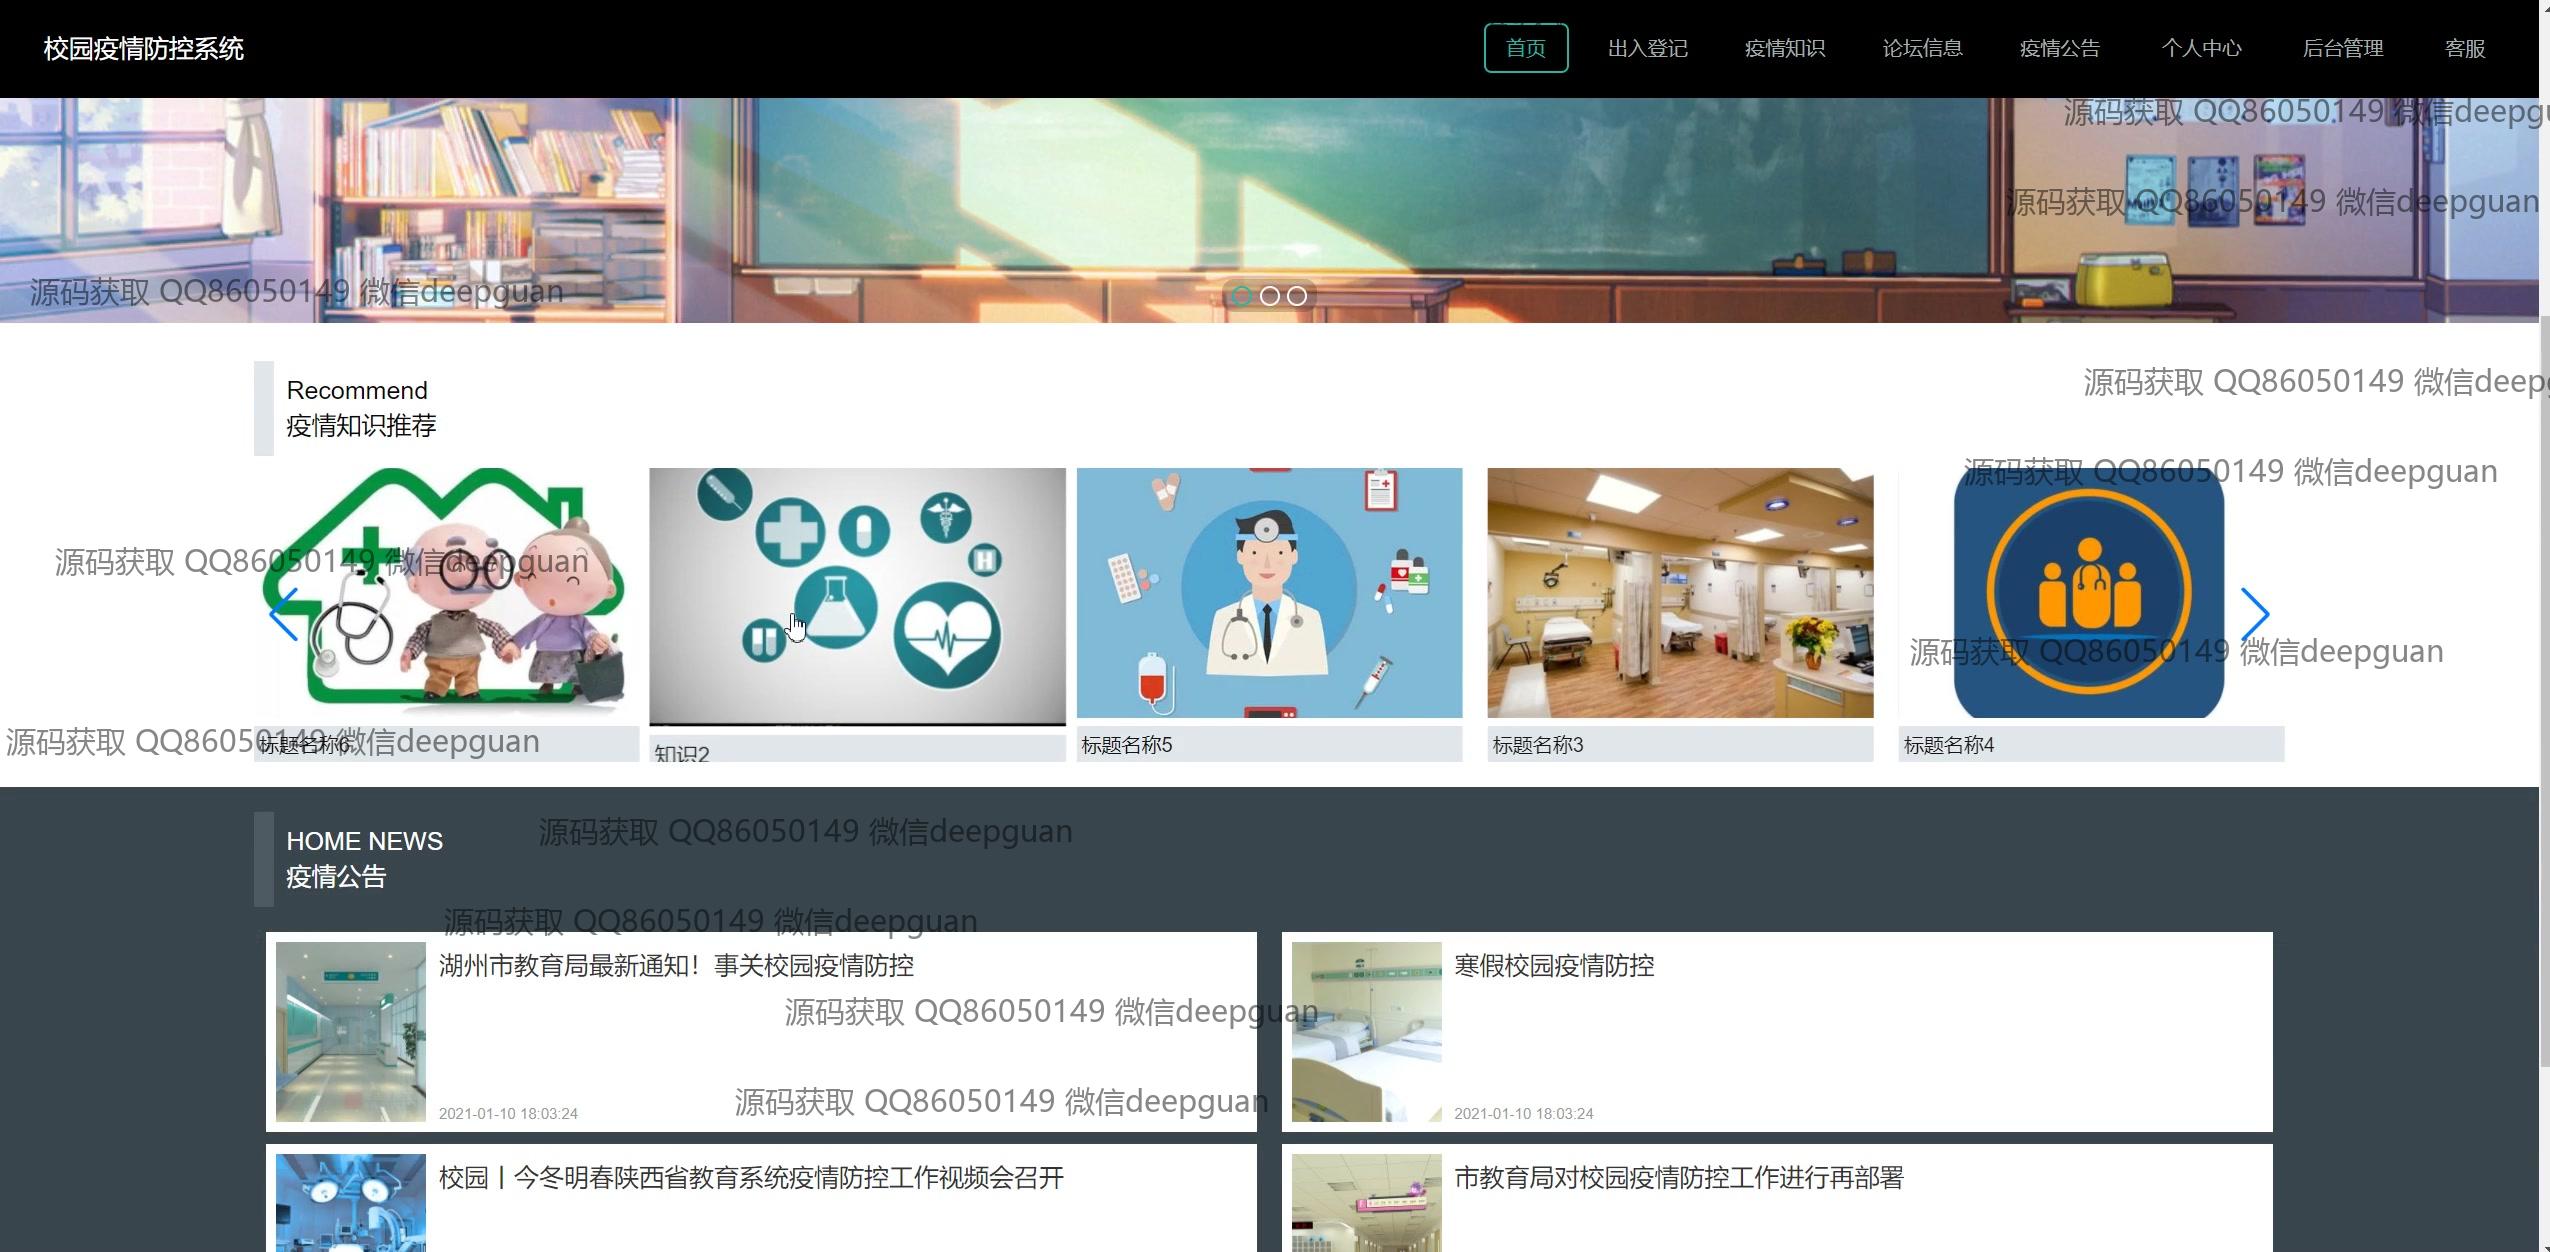 校园疫情防控系统
首页 出入登记 疫情知识 论坛信息 疫情公告 个人中心 后台管理 客服
源码获取 QQ86050149 微信deepgu
源码获取 QQ86050149 微信deepguan
源码获取 QQ86050149 微信deepguan
Recommend
疫情知识推荐
源码获取 QQ86050149 微信deep
源码获取 QQ86050149 微信deepguan
源码获取 QQ86050149 微信deepguan
源码获取 QQ86050149 微信deepguan
源码获取 QQ86050149 微信deepguan
标题名称6
知识2
标题名称5
标题名称3
标题名称4
HOME NEWS
疫情公告
源码获取 QQ86050149 微信deepguan
源码获取 QQ86050149 微信deepguan
湖州市教育局最新通知！事关校园疫情防控
寒假校园疫情防控
源码获取 QQ86050149 微信deepguan
源码获取 QQ86050149 微信deepguan
2021-01-10 18:03:24
2021-01-10 18:03:24
校园丨今冬明春陕西省教育系统疫情防控工作视频会召开
市教育局对校园疫情防控工作进行再部署